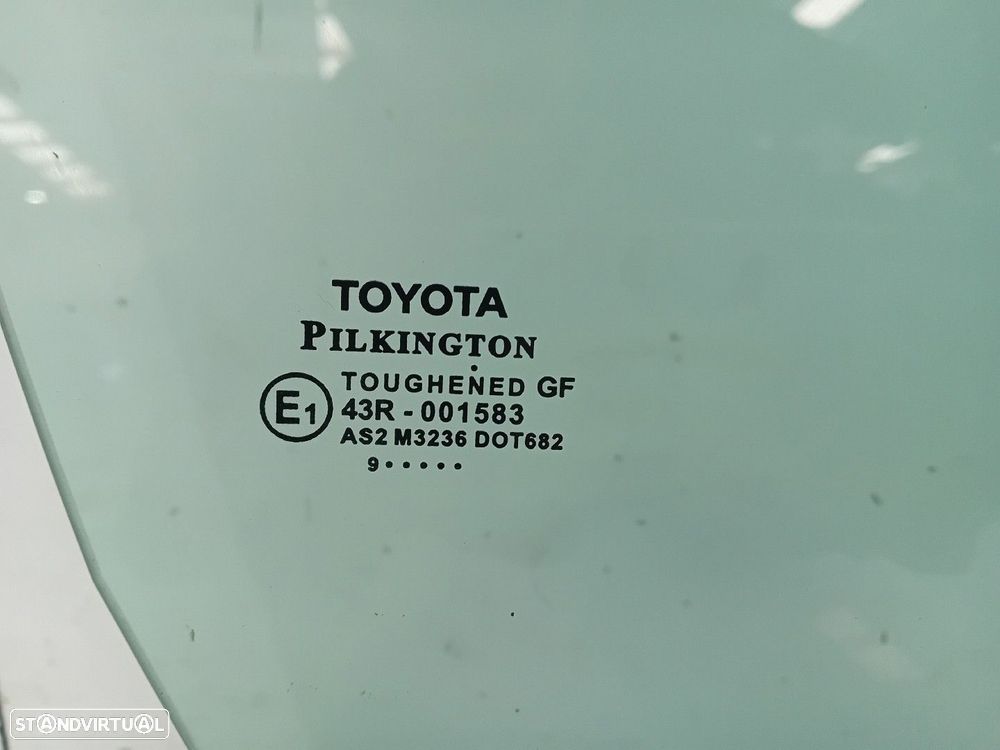 TOYOTA
PILKINGTON
TOUGHENED GF
E1 43R - 001583
AS2 M3236 DOT682
9 • • • • •
STANDVIRTUAL